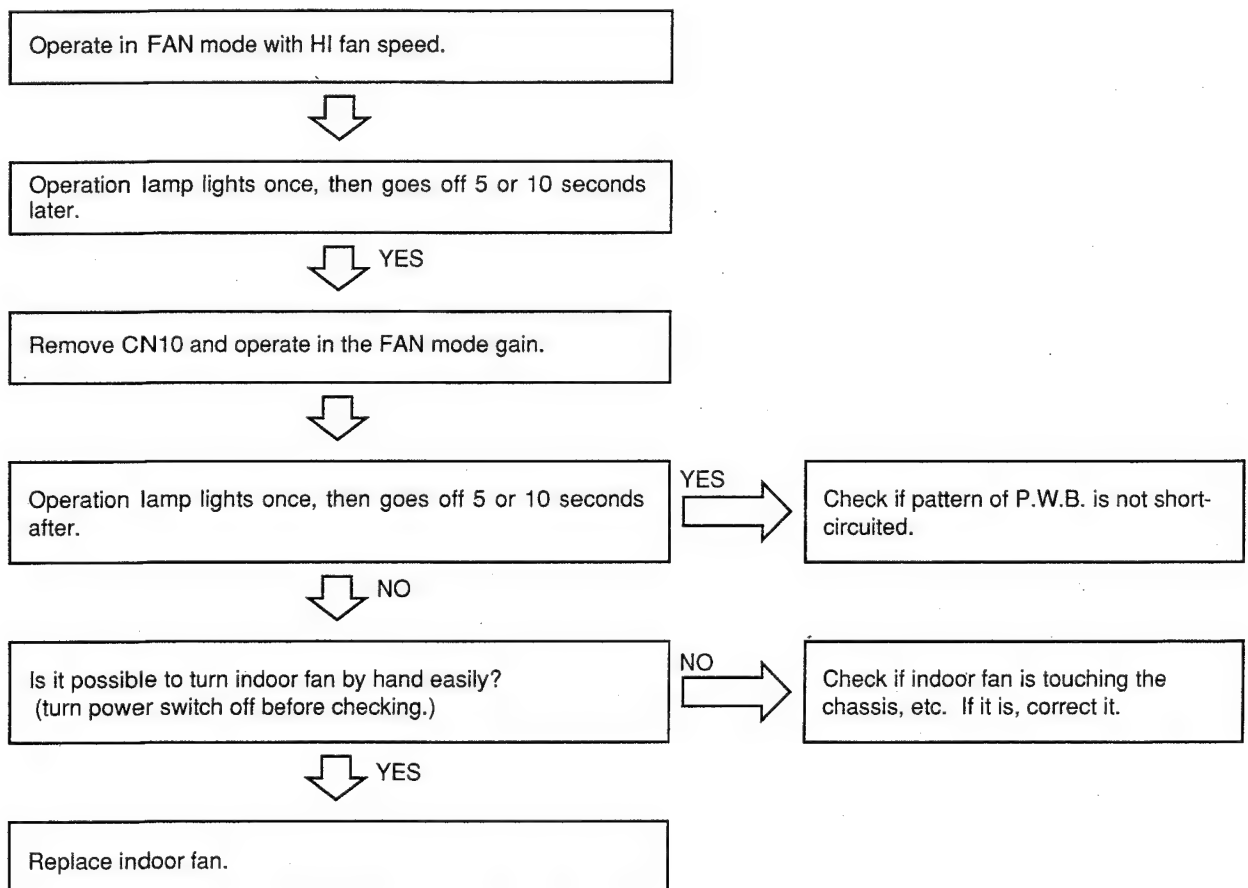 Operate in FAN mode with HI fan speed.
Operation lamp lights once, then goes off 5 or 10 seconds
later.
YES
Remove CN10 and operate in the FAN mode gain.
Operation lamp lights once, then goes off 5 or 10 seconds
after.
YES
Check if pattern of P.W.B. is not short-
circuited.
NO
Is it possible to turn indoor fan by hand easily?
(turn power switch off before checking.)
NO
Check if indoor fan is touching the
chassis, etc. If it is, correct it.
YES
Replace indoor fan.